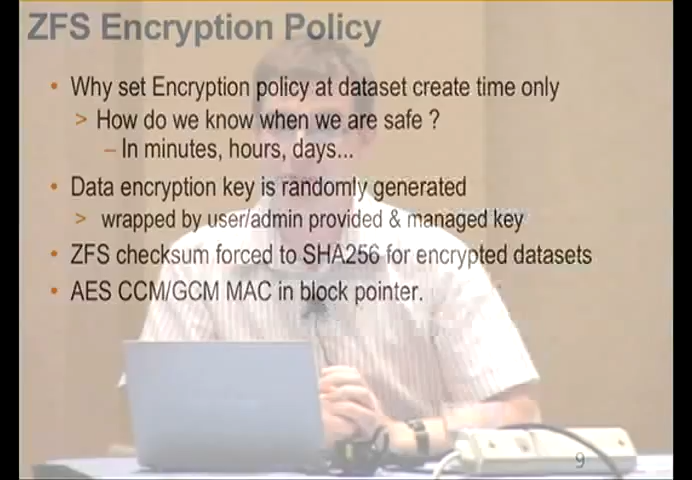 ZFS Encryption Policy
• Why set Encryption policy at dataset create time only
> How do we know when we are safe ?
– In minutes, hours, days...
• Data encryption key is randomly generated
> wrapped by user/admin provided & managed key
• ZFS checksum forced to SHA256 for encrypted datasets
• AES CCM/GCM MAC in block pointer.
9